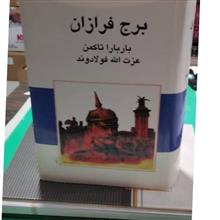 برج فرازان
باربارا تاکمن
عزت الله فولادوند